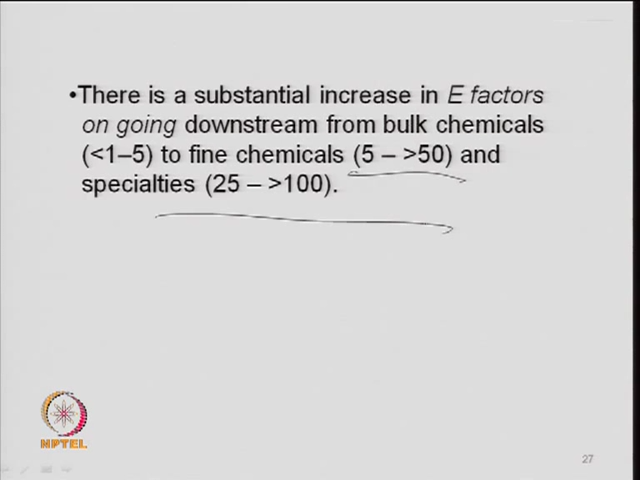 •There is a substantial increase in E factors
on going downstream from bulk chemicals
(<1–5) to fine chemicals (5 – >50) and
specialties (25 – >100).
NPTEL
27